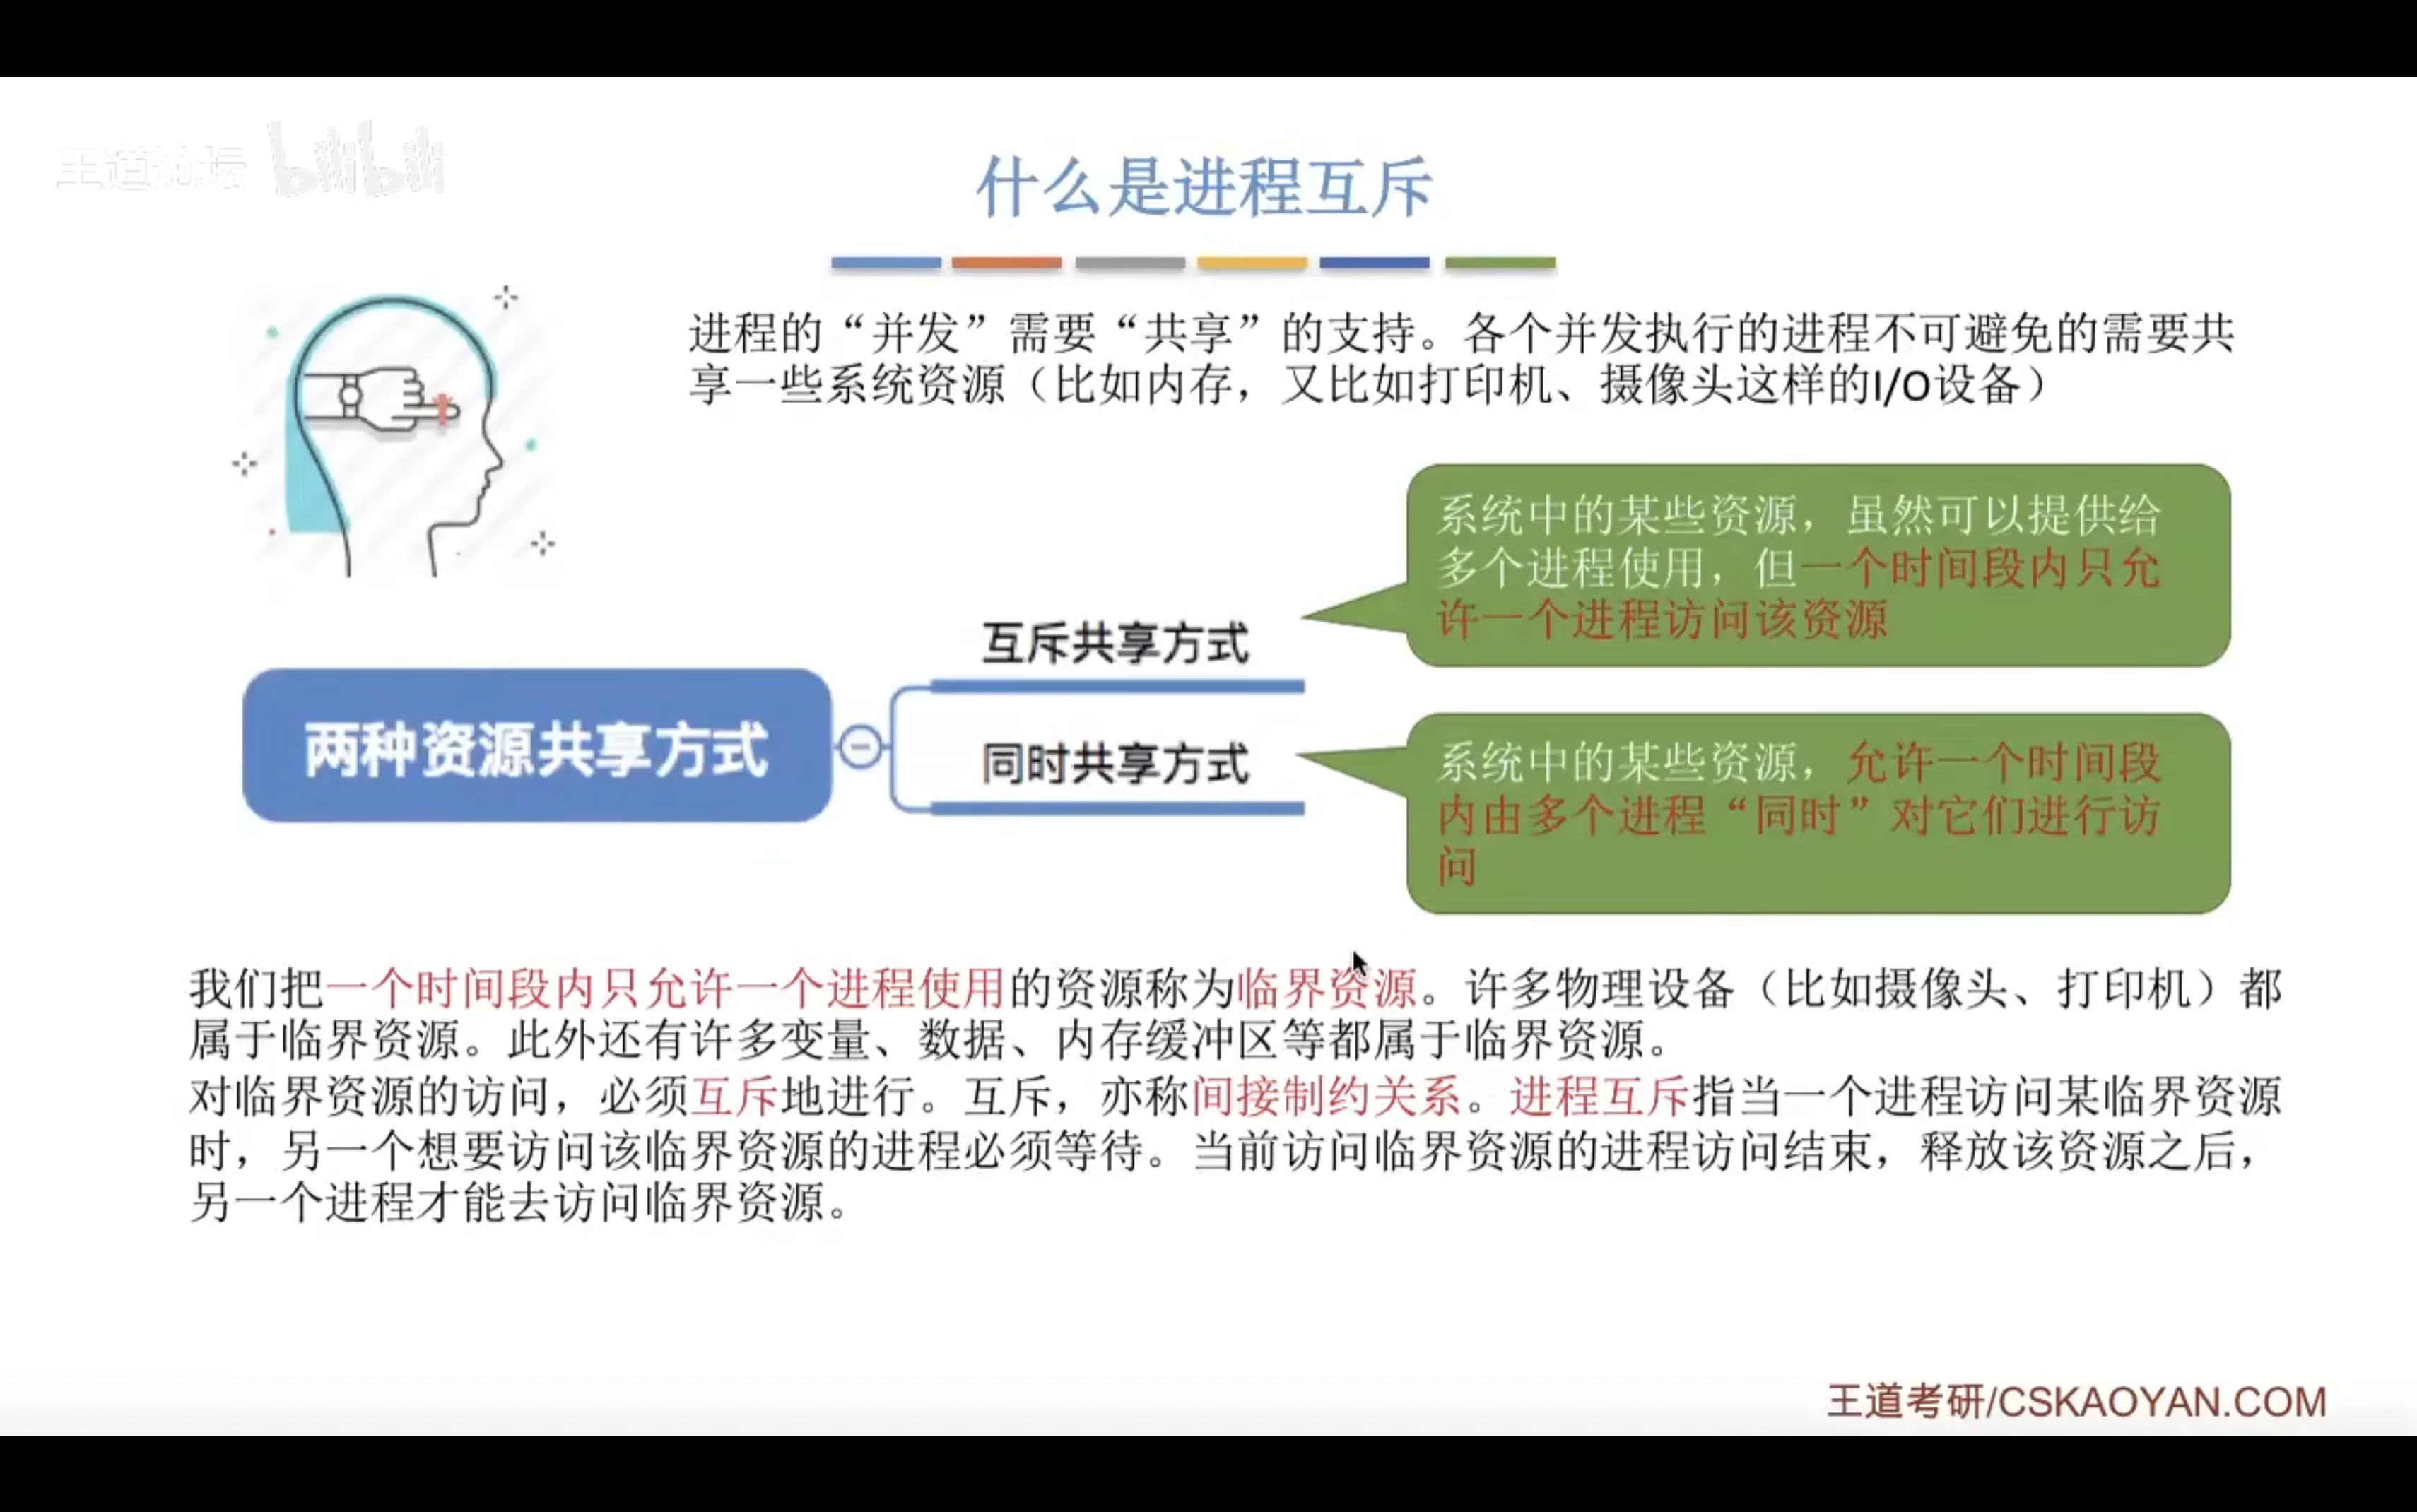 王道论坛 bilibili
什么是进程互斥
进程的“并发”需要“共享”的支持。各个并发执行的进程不可避免的需要共
享一些系统资源（比如内存，又比如打印机、摄像头这样的I/O设备）
系统中的某些资源，虽然可以提供给
多个进程使用，但一个时间段内只允
许一个进程访问该资源
互斥共享方式
两种资源共享方式
同时共享方式
系统中的某些资源，允许一个时间段
内由多个进程“同时”对它们进行访
问
我们把一个时间段内只允许一个进程使用的资源称为临界资源。许多物理设备（比如摄像头、打印机）都
属于临界资源。此外还有许多变量、数据、内存缓冲区等都属于临界资源。
对临界资源的访问，必须互斥地进行。互斥，亦称间接制约关系。进程互斥指当一个进程访问某临界资源
时，另一个想要访问该临界资源的进程必须等待。当前访问临界资源的进程访问结束，释放该资源之后，
另一个进程才能去访问临界资源。
王道考研/CSKAOYAN.COM